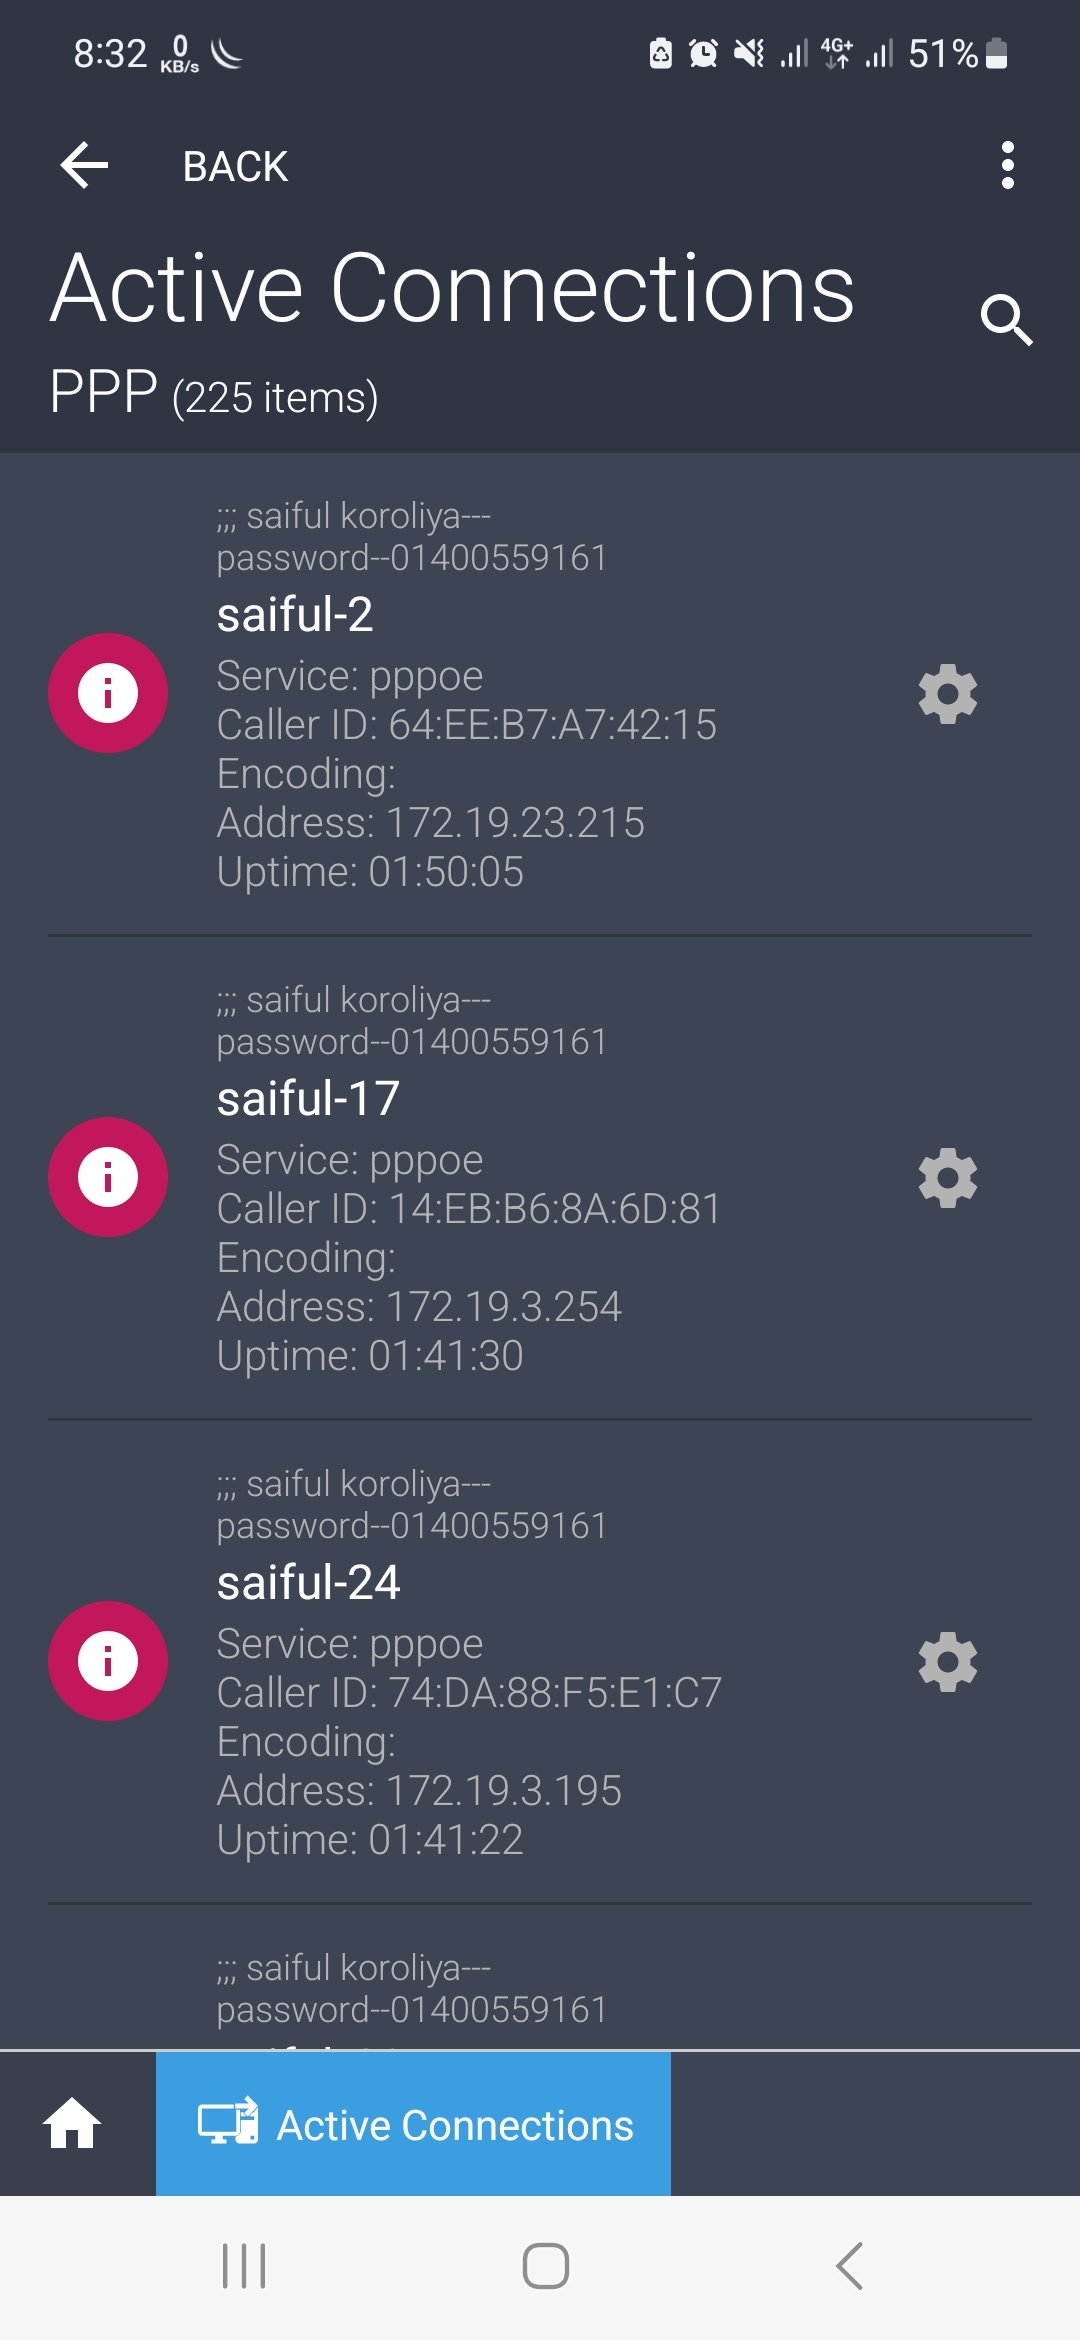 8:32 0 KB/s 4G+ 51%
BACK
Active Connections
PPP (225 items)
;;; saiful koroliya---
password--01400559161
saiful-2
Service: pppoe
Caller ID: 64:EE:B7:A7:42:15
Encoding:
Address: 172.19.23.215
Uptime: 01:50:05
;;; saiful koroliya---
password--01400559161
saiful-17
Service: pppoe
Caller ID: 14:EB:B6:8A:6D:81
Encoding:
Address: 172.19.3.254
Uptime: 01:41:30
;;; saiful koroliya---
password--01400559161
saiful-24
Service: pppoe
Caller ID: 74:DA:88:F5:E1:C7
Encoding:
Address: 172.19.3.195
Uptime: 01:41:22
;;; saiful koroliya---
password--01400559161
Active Connections